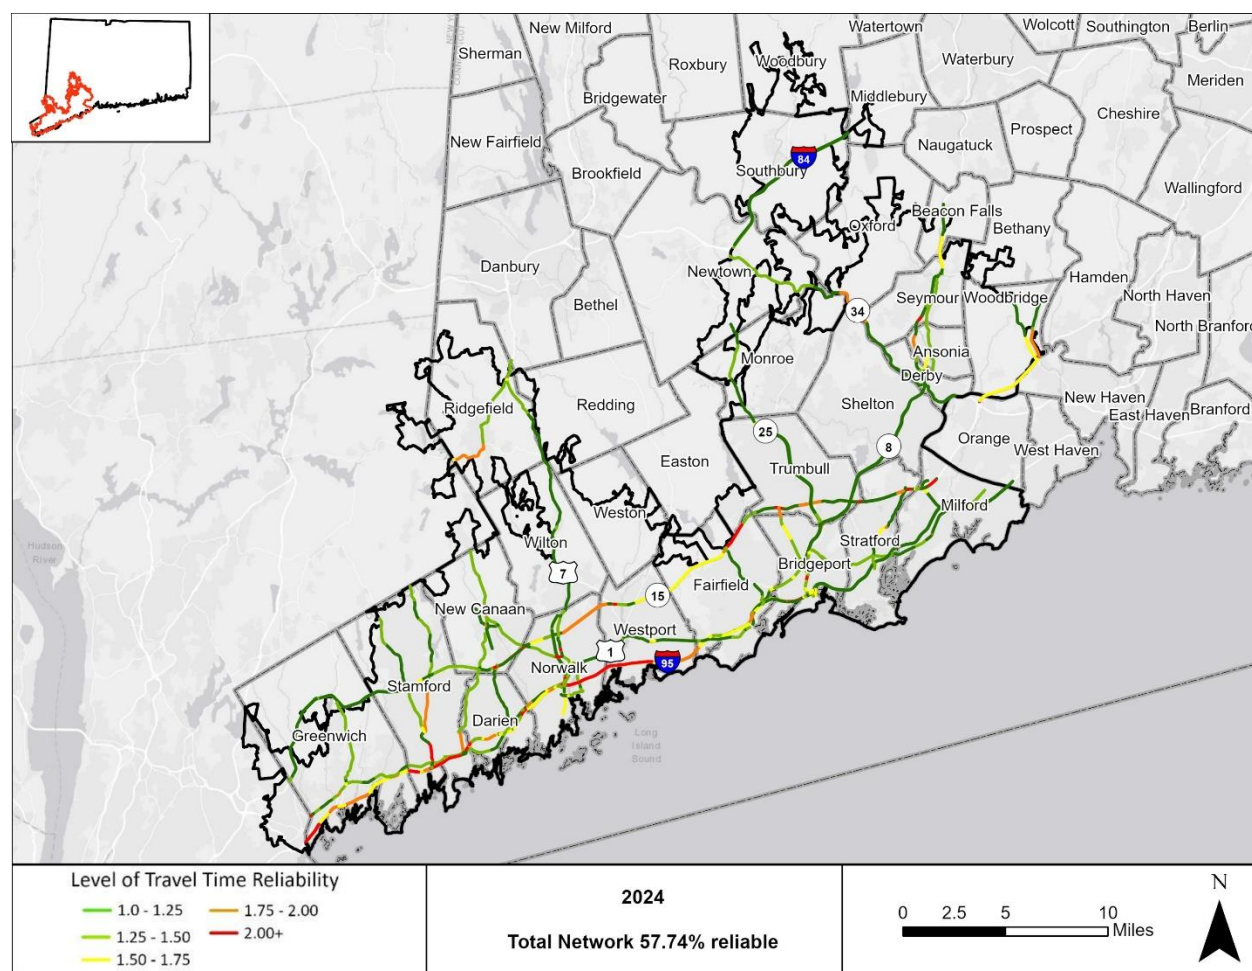 New Milford
Watertown
Wolcott
Southington
Berlin
Sherman
Roxbury
Woodbury
Waterbury
Meriden
Bridgewater
Middlebury
Cheshire
Prospect
New Fairfield
Naugatuck
84
Brookfield
Southbury
Wallingford
Beacon Falls
Oxford
Bethany
Danbury
Newtown
Hamden
Bethel
Seymour
Woodbridge
North Haven
34
North Branford
Monroe
Ansonia
Derby
Ridgefield
Redding
Shelton
New Haven
East Haven
Branford
25
Orange
8
West Haven
Easton
Trumbull
Weston
Milford
Wilton
Stratford
Hudson
River
Bridgeport
7
Fairfield
15
New Canaan
Westport
1
95
Norwalk
Stamford
Darien
Greenwich
Long
Island
Sound
Level of Travel Time Reliability
1.0 - 1.25
1.75 - 2.00
1.25 - 1.50
2.00+
1.50 - 1.75
2024
Total Network 57.74% reliable
0 2.5 5 10
Miles
N